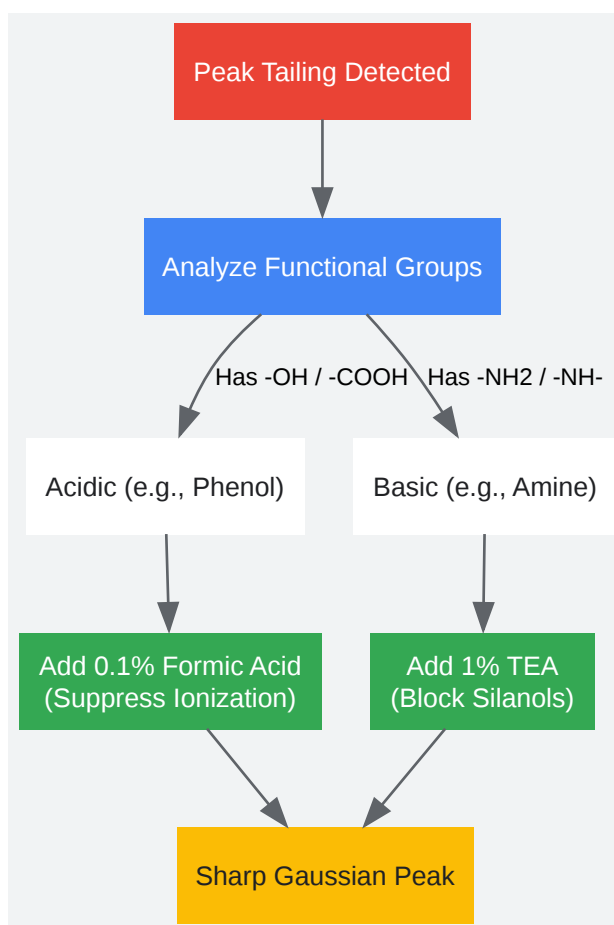 Peak Tailing Detected
Analyze Functional Groups
Has -OH / -COOH
Has -NH2 / -NH-
Acidic (e.g., Phenol)
Basic (e.g., Amine)
Add 0.1% Formic Acid
(Suppress Ionization)
Add 1% TEA
(Block Silanols)
Sharp Gaussian Peak